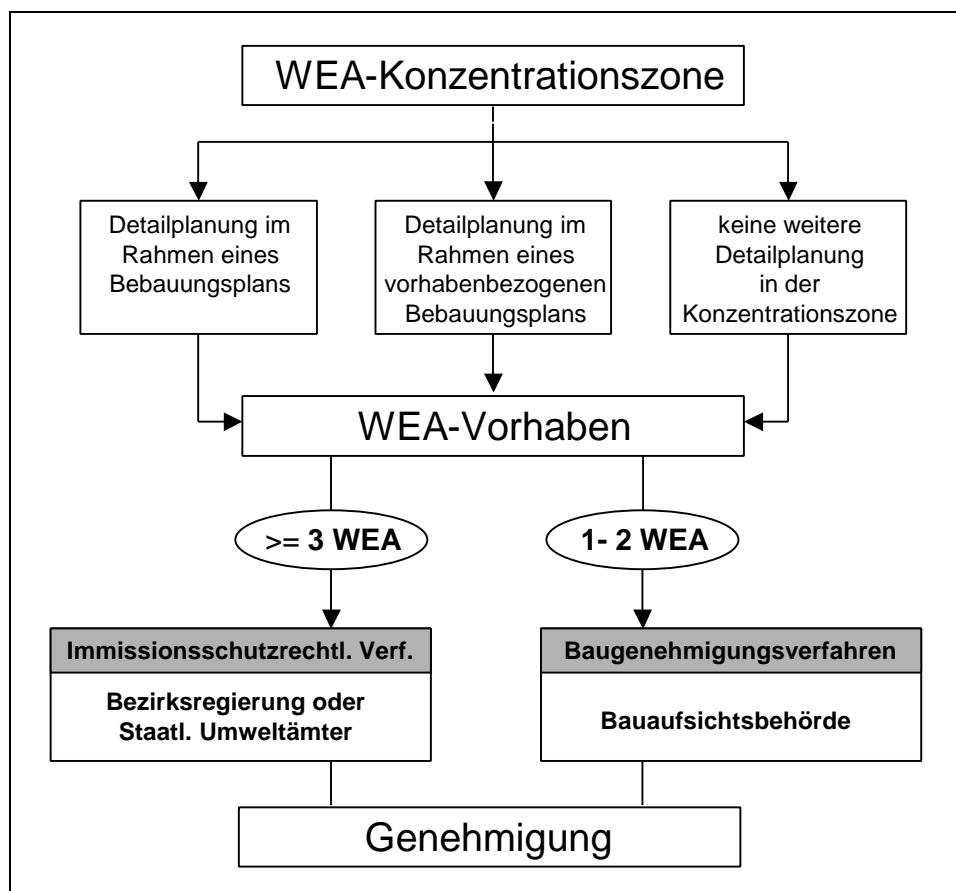 WEA-Konzentrationszone
Detailplanung im
Rahmen eines
Bebauungsplans
Detailplanung im
Rahmen eines
vorhabenbezogenen
Bebauungsplans
keine weitere
Detailplanung
in der
Konzentrationszone
WEA-Vorhaben
>= 3 WEA
1- 2 WEA
Immissionsschutzrechtl. Verf.
Bezirksregierung oder
Staatl. Umweltämter
Baugenehmigungsverfahren
Bauaufsichtsbehörde
Genehmigung